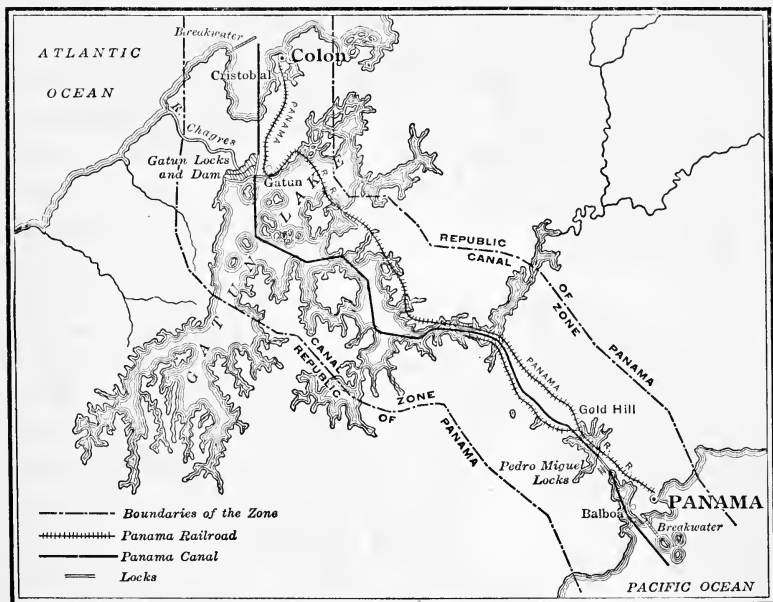 Breakwater
ATLANTIC
OCEAN
Colon
Cristobal
R. Chagres
PANAMA
R. R.
Gatun Locks
and Dam
Gatun
GATUN LAKE
REPUBLIC OF PANAMA
CANAL ZONE
CANAL ZONE
REPUBLIC OF PANAMA
PANAMA R. R.
Gold Hill
Pedro Miguel
Locks
PANAMA
Balboa
Breakwater
PACIFIC OCEAN
Boundaries of the Zone
Panama Railroad
Panama Canal
Locks